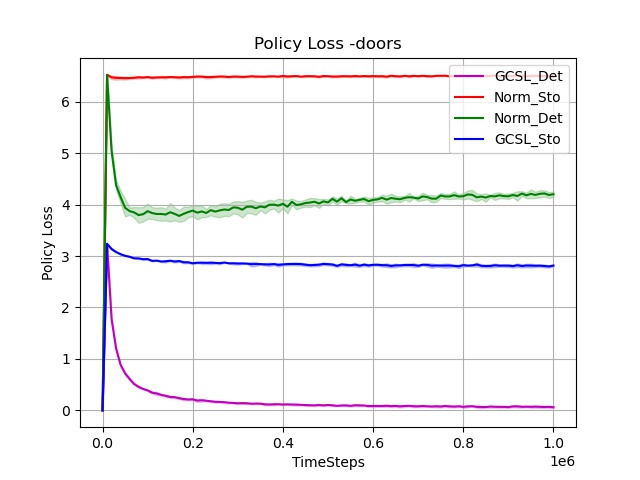 Policy Loss -doors
GCSL_Det
Norm_Sto
Norm_Det
GCSL_Sto
Policy Loss
6
5
4
3
2
1
0
0.0 0.2 0.4 0.6 0.8 1.0
TimeSteps
1e6